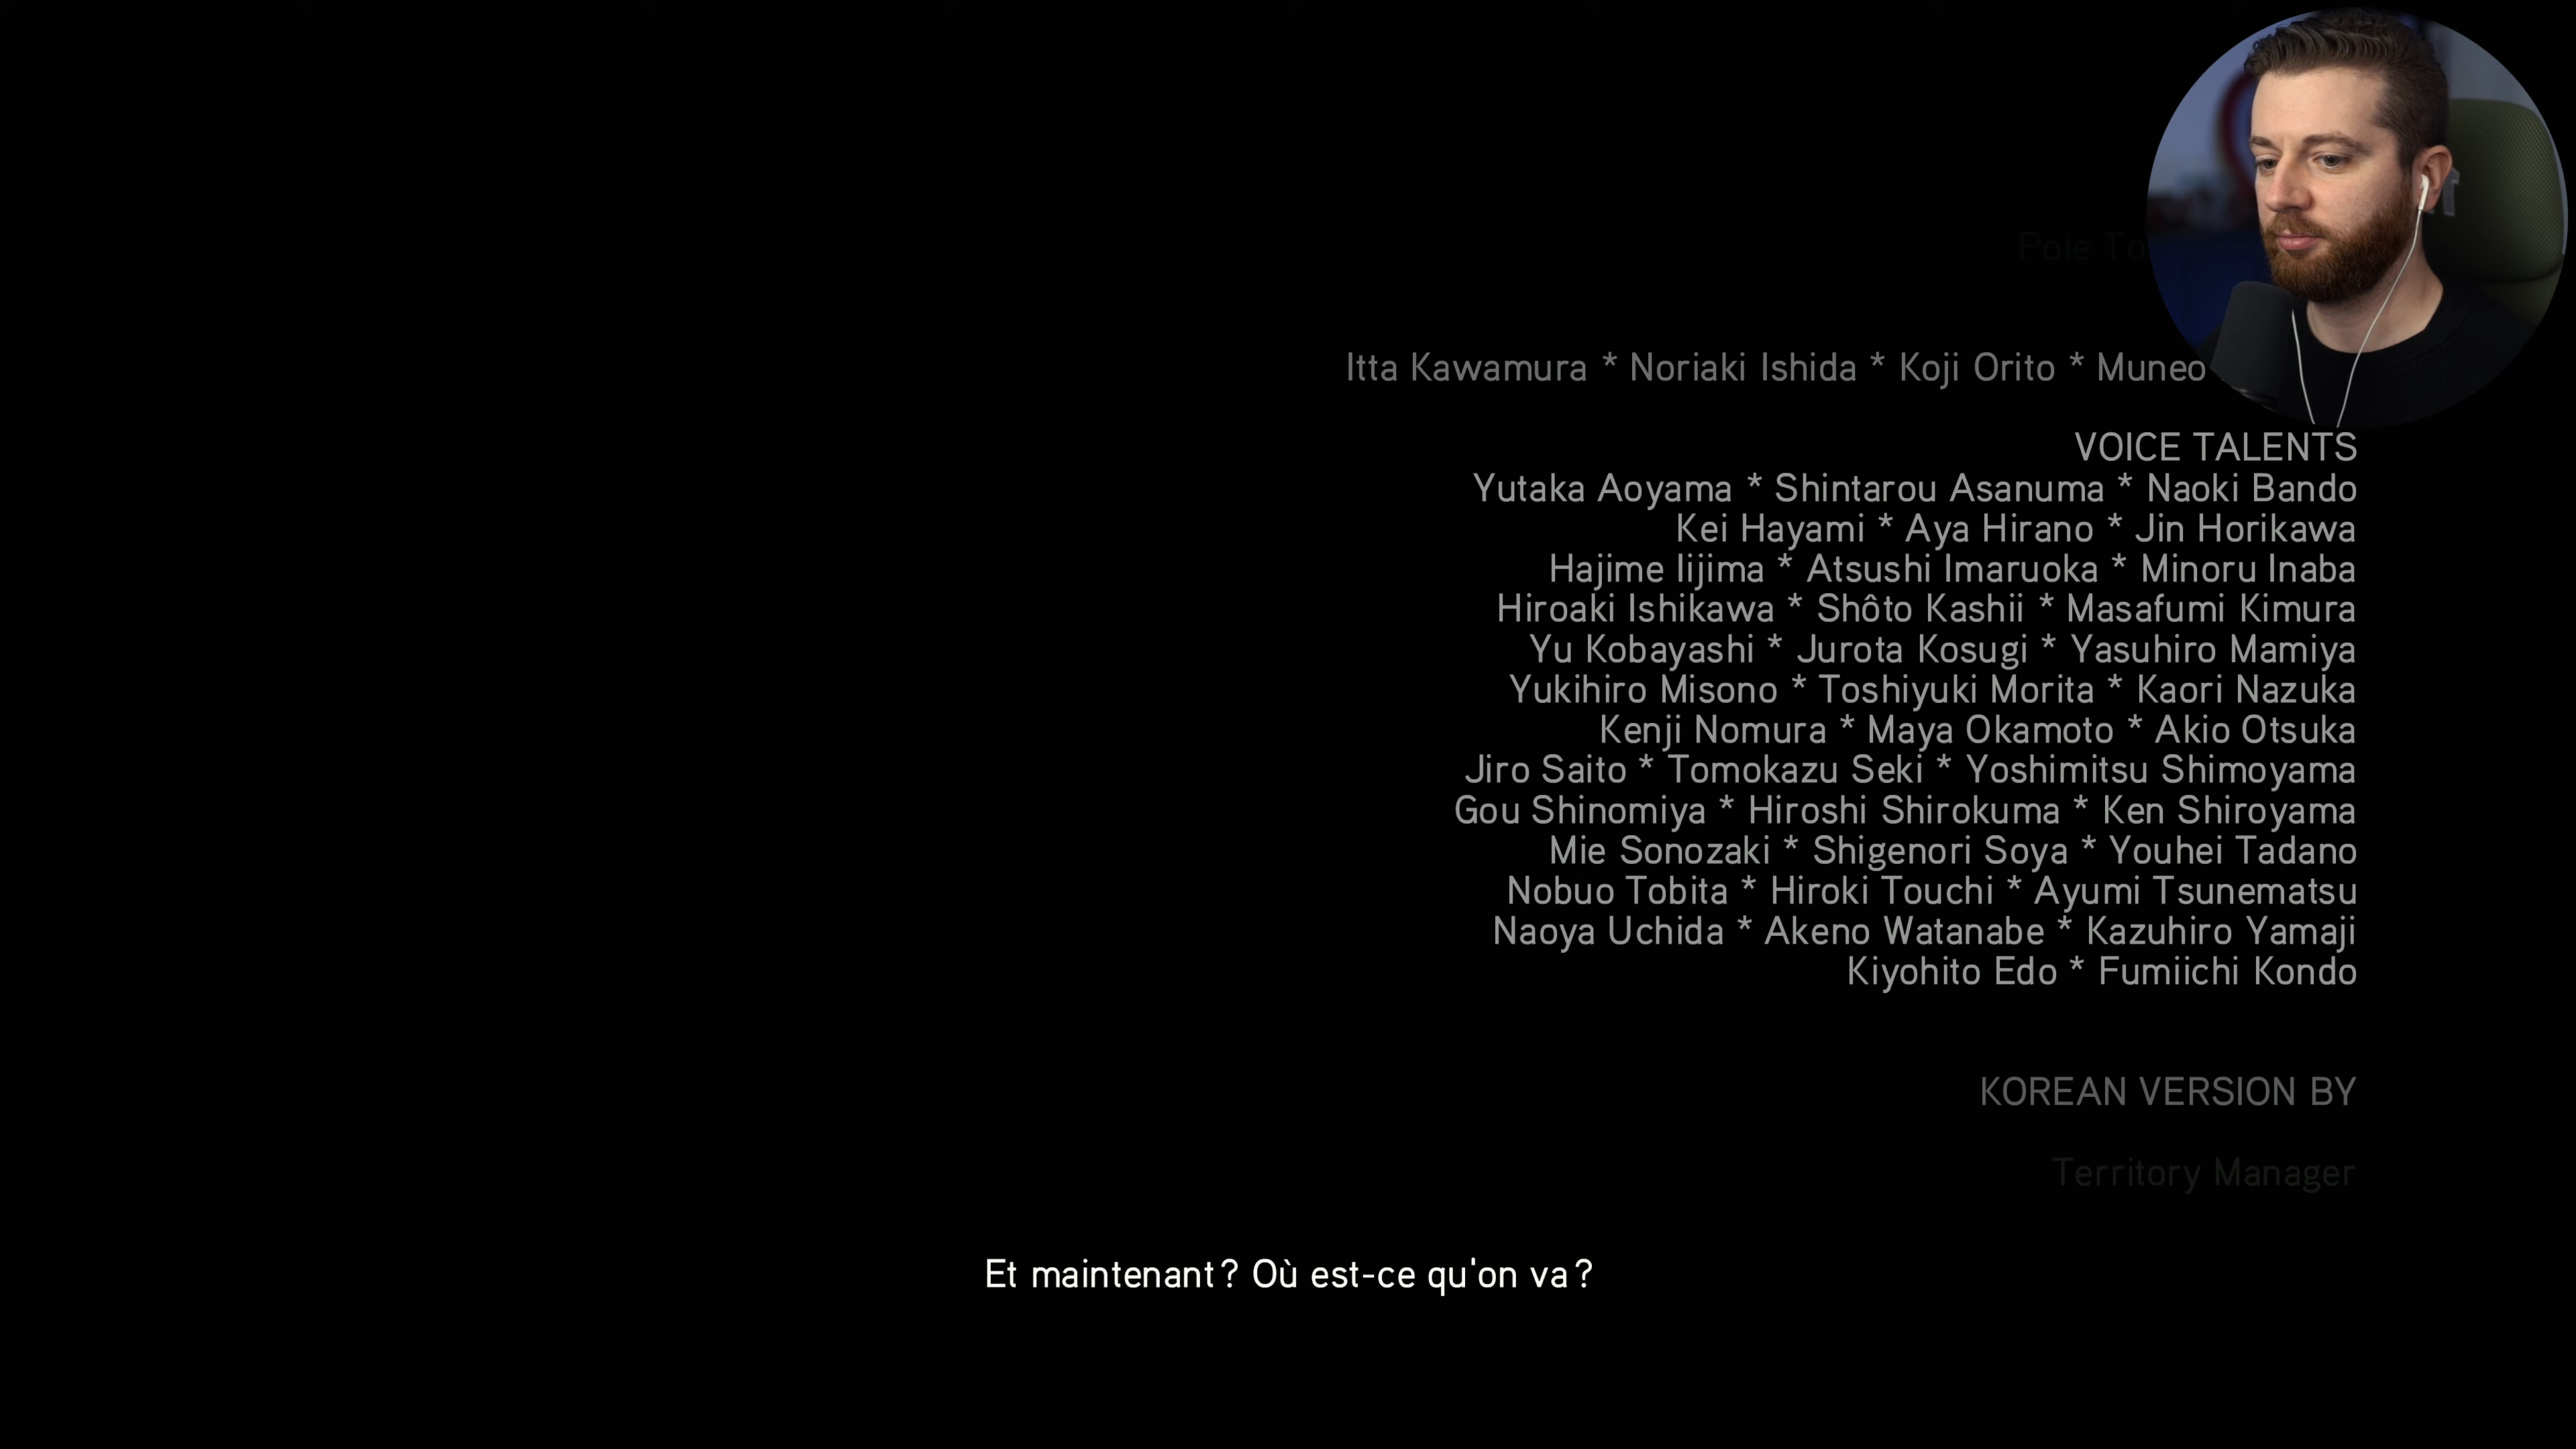 Pole To
Itta Kawamura * Noriaki Ishida * Koji Orito * Muneo
VOICE TALENTS
Yutaka Aoyama * Shintarou Asanuma * Naoki Bando
Kei Hayami * Aya Hirano * Jin Horikawa
Hajime Iijima * Atsushi Imaruoka * Minoru Inaba
Hiroaki Ishikawa * Shôto Kashii * Masafumi Kimura
Yu Kobayashi * Jurota Kosugi * Yasuhiro Mamiya
Yukihiro Misono * Toshiyuki Morita * Kaori Nazuka
Kenji Nomura * Maya Okamoto * Akio Otsuka
Jiro Saito * Tomokazu Seki * Yoshimitsu Shimoyama
Gou Shinomiya * Hiroshi Shirokuma * Ken Shiroyama
Mie Sonozaki * Shigenori Soya * Youhei Tadano
Nobuo Tobita * Hiroki Touchi * Ayumi Tsunematsu
Naoya Uchida * Akeno Watanabe * Kazuhiro Yamaji
Kiyohito Edo * Fumiichi Kondo
KOREAN VERSION BY
Territory Manager
Et maintenant ? Où est-ce qu'on va ?